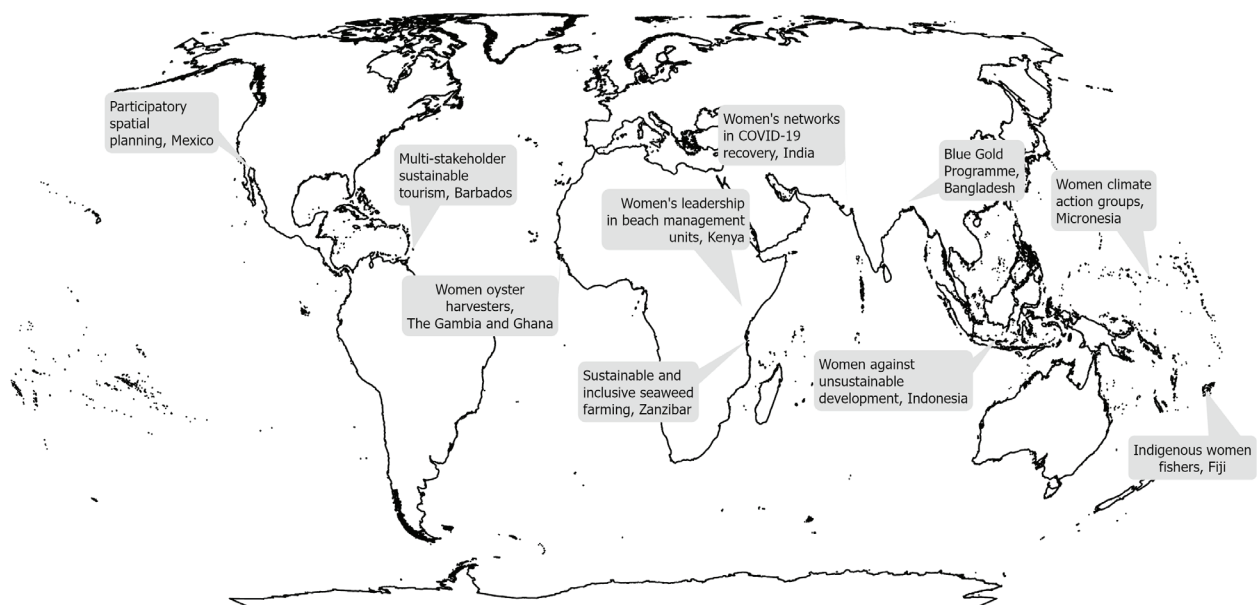 Participatory
spatial
planning, Mexico
Multi-stakeholder
sustainable
tourism, Barbados
Women oyster
harvesters,
The Gambia and Ghana
Women's networks
in COVID-19
recovery, India
Women's leadership
in beach management
units, Kenya
Sustainable and
inclusive seaweed
farming, Zanzibar
Blue Gold
Programme,
Bangladesh
Women climate
action groups,
Micronesia
Women against
unsustainable
development, Indonesia
Indigenous women
fishers, Fiji